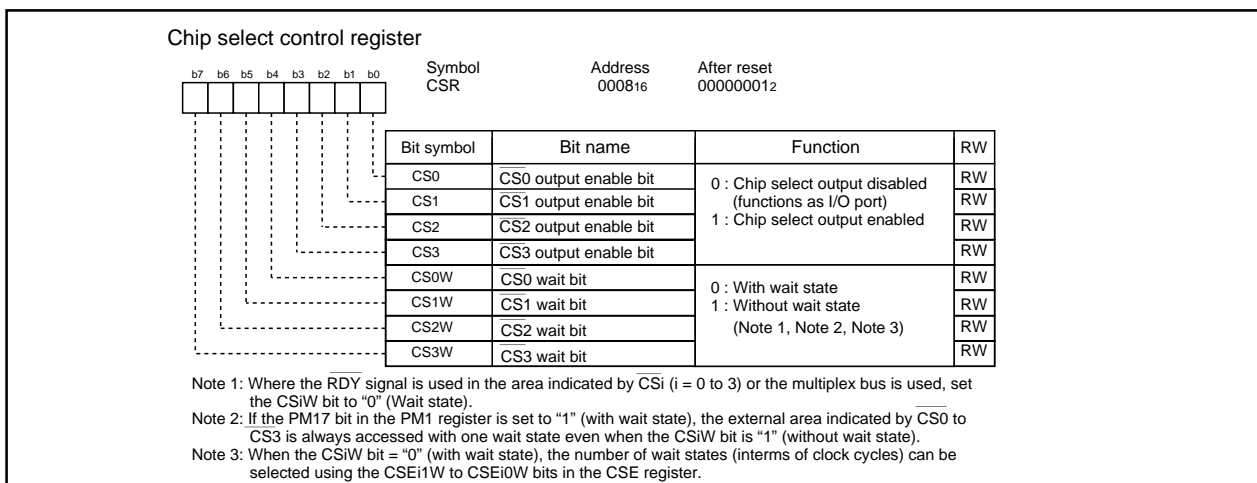 Chip select control register
b7 b6 b5 b4 b3 b2 b1 b0
Symbol Address After reset
CSR 000816 000000012
Bit symbol Bit name Function RW
CS0 CS0 output enable bit RW
CS1 CS1 output enable bit RW
CS2 CS2 output enable bit RW
CS3 CS3 output enable bit RW
0 : Chip select output disabled
(functions as I/O port)
1 : Chip select output enabled
CS0W CS0 wait bit RW
CS1W CS1 wait bit RW
CS2W CS2 wait bit RW
CS3W CS3 wait bit RW
0 : With wait state
1 : Without wait state
(Note 1, Note 2, Note 3)
Note 1: Where the RDY signal is used in the area indicated by CSi (i = 0 to 3) or the multiplex bus is used, set
the CSiW bit to “0” (Wait state).
Note 2: If the PM17 bit in the PM1 register is set to “1” (with wait state), the external area indicated by CS0 to
CS3 is always accessed with one wait state even when the CSiW bit is “1” (without wait state).
Note 3: When the CSiW bit = “0” (with wait state), the number of wait states (interms of clock cycles) can be
selected using the CSEi1W to CSEi0W bits in the CSE register.